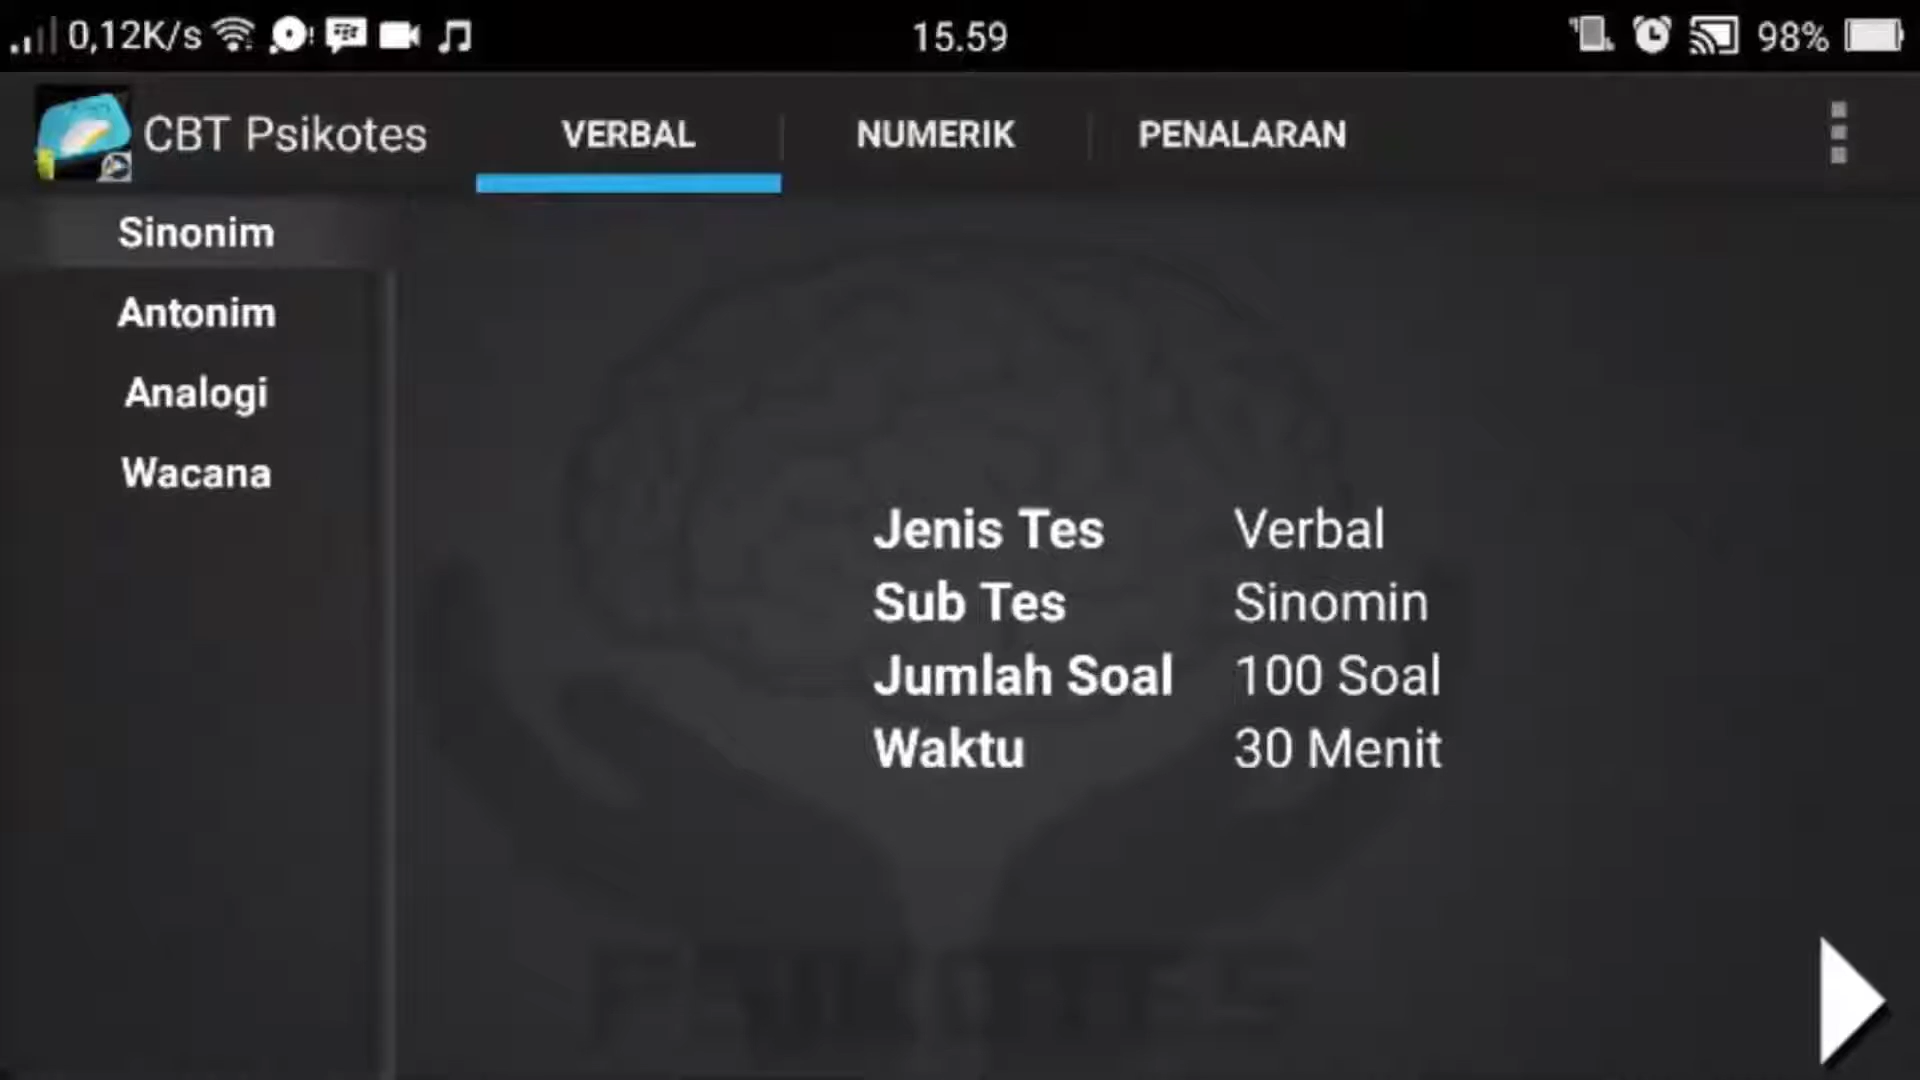 0,12K/s 15.59 98%
CBT Psikotes VERBAL NUMERIK PENALARAN
Sinonim
Antonim
Analogi
Wacana
Jenis Tes Verbal
Sub Tes Sinomin
Jumlah Soal 100 Soal
Waktu 30 Menit
PSIKOTES